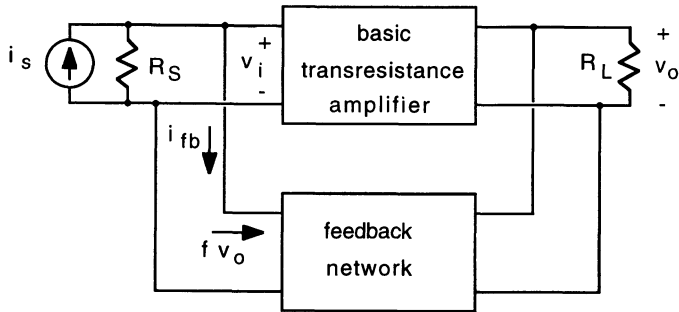 basic
transresistance
amplifier
i s
R S
+
v i
-
R L
+
v o
-
i fb
f v o
feedback
network